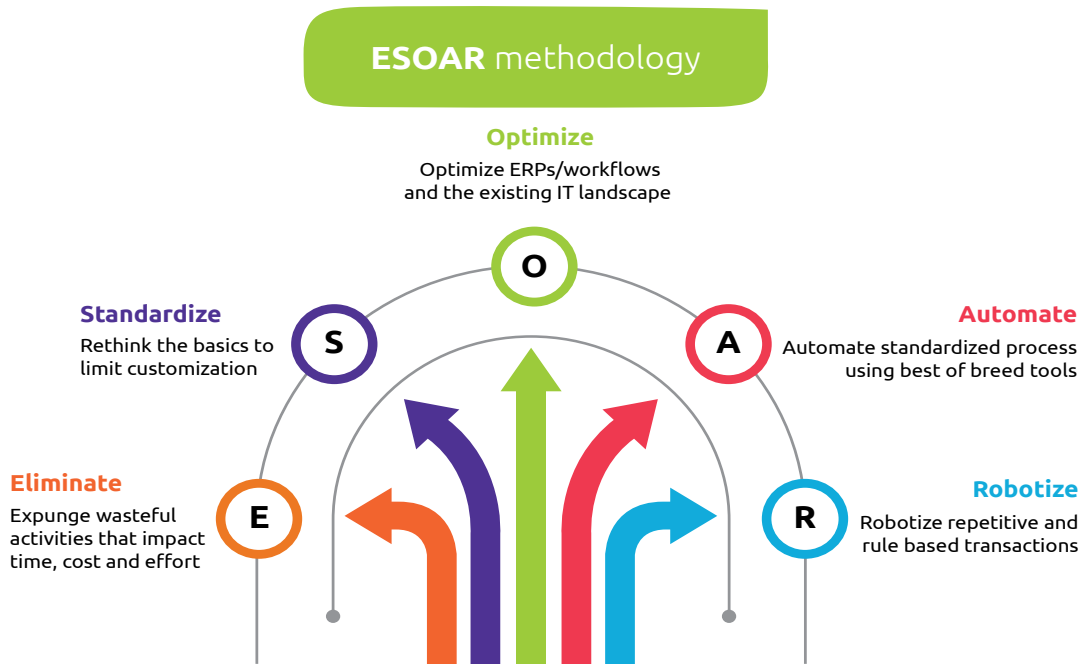 ESOAR methodology
Optimize
Optimize ERPs/workflows
and the existing IT landscape
O
Standardize
Rethink the basics to
limit customization
S
A
Automate
Automate standardized process
using best of breed tools
Eliminate
Expunge wasteful
activities that impact
time, cost and effort
E
R
Robotize
Robotize repetitive and
rule based transactions